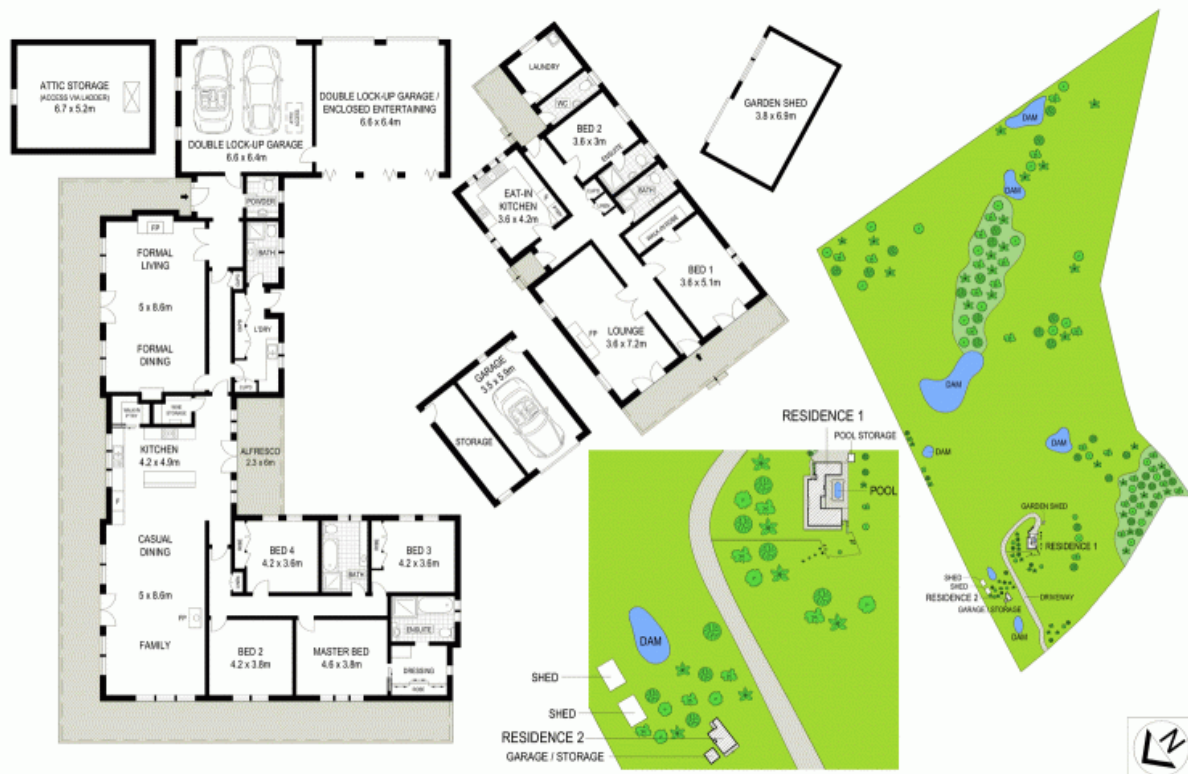 ATTIC STORAGE
(ACCESS VIA LADDER)
6.7 x 5.2m
DOUBLE LOCK-UP GARAGE
6.6 x 6.4m
DOUBLE LOCK-UP GARAGE /
ENCLOSED ENTERTAINING
6.6 x 6.4m
POWDER
FP
FORMAL
LIVING
5 x 8.6m
FORMAL
DINING
BATH
L'DRY
KITCHEN
4.2 x 4.9m
F
ALFRESCO
2.3 x 6m
CASUAL
DINING
5 x 8.6m
FP
FAMILY
BED 4
4.2 x 3.6m
BATH
BED 3
4.2 x 3.6m
BED 2
4.2 x 3.8m
MASTER BED
4.6 x 3.8m
ENSUITE
DRESSING
ROBE
LAUNDRY
WC
BED 2
3.6 x 3m
ENSUITE
BATH
EAT-IN
KITCHEN
3.6 x 4.2m
WALK-IN ROBE
BED 1
3.6 x 5.1m
LOUNGE
3.6 x 7.2m
FP
GARDEN SHED
3.8 x 6.9m
GARAGE
3.5 x 5.9m
STORAGE
RESIDENCE 1
POOL STORAGE
POOL
DAM
SHED
SHED
RESIDENCE 2
GARAGE / STORAGE
DAM
DAM
DAM
DAM
DAM
GARDEN SHED
RESIDENCE 1
SHED
SHED
RESIDENCE 2
DRIVEWAY
GARAGE / STORAGE
DAM
N